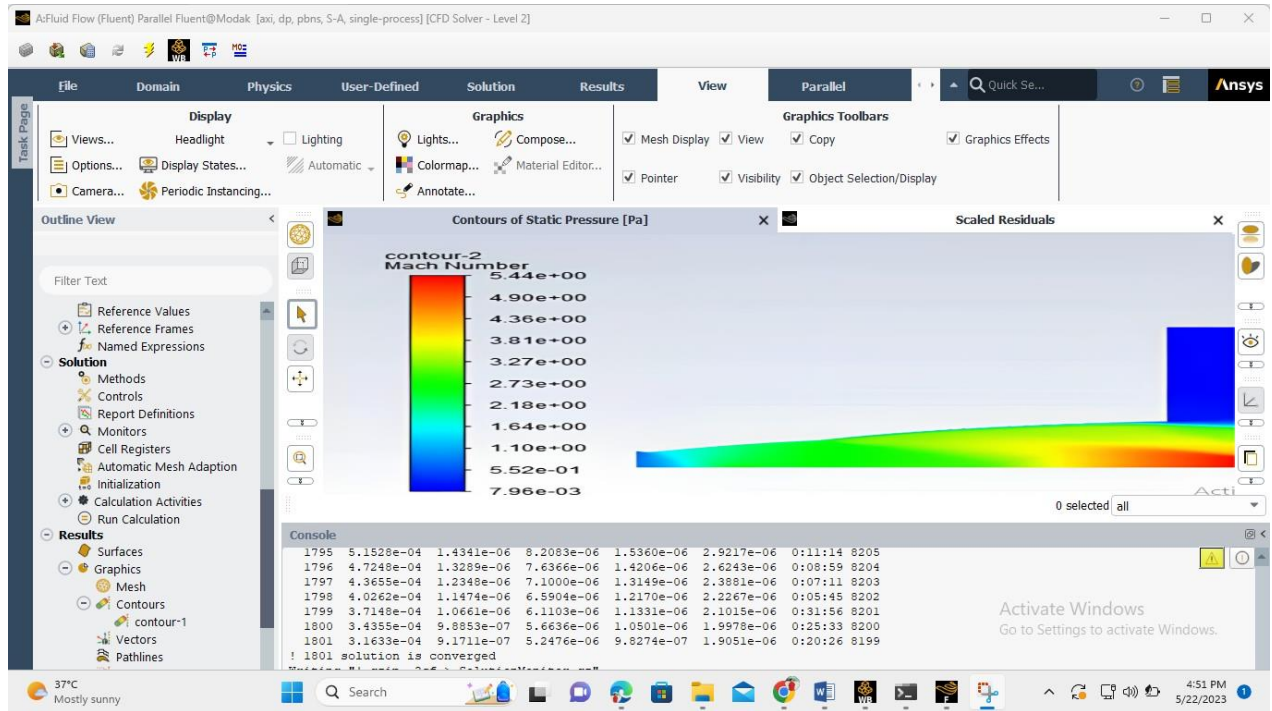 A:Fluid Flow (Fluent) Parallel Fluent@Modak [axi, dp, pbns, S-A, single-process] [CFD Solver - Level 2]
WB
File Domain Physics User-Defined Solution Results View Parallel Quick Se... Ansys
Task Page
Display
Views... Headlight Lighting
Options... Display States... Automatic
Camera... Periodic Instancing...
Graphics
Lights... Compose...
Colormap... Material Editor...
Annotate...
Graphics Toolbars
Mesh Display View Copy Graphics Effects
Pointer Visibility Object Selection/Display
Outline View
Filter Text
Reference Values
Reference Frames
Named Expressions
Solution
Methods
Controls
Report Definitions
Monitors
Cell Registers
Automatic Mesh Adaption
Initialization
Calculation Activities
Run Calculation
Results
Surfaces
Graphics
Mesh
Contours
contour-1
Vectors
Pathlines
Contours of Static Pressure [Pa] Scaled Residuals
contour-2
Mach Number
5.44e+00
4.90e+00
4.36e+00
3.81e+00
3.27e+00
2.73e+00
2.18e+00
1.64e+00
1.10e+00
5.52e-01
7.96e-03
0 selected all
Console
1795 5.1528e-04 1.4341e-06 8.2083e-06 1.5360e-06 2.9217e-06 0:11:14 8205
1796 4.7248e-04 1.3289e-06 7.6586e-06 1.4206e-06 2.6243e-06 0:08:59 8204
1797 4.3655e-04 1.2348e-06 7.1000e-06 1.3149e-06 2.3881e-06 0:07:11 8203
1798 4.0262e-04 1.1474e-06 6.5904e-06 1.2170e-06 2.2267e-06 0:05:45 8202
1799 3.7148e-04 1.0661e-06 6.1103e-06 1.1331e-06 2.1015e-06 0:31:56 8201
1800 3.4355e-04 9.8853e-07 5.6636e-06 1.0501e-06 1.9978e-06 0:25:33 8200
1801 3.1633e-04 9.1711e-07 5.2476e-06 9.8274e-07 1.9051e-06 0:20:26 8199
! 1801 solution is converged
Activate Windows
Go to Settings to activate Windows.
37°C
Mostly sunny
Search
4:51 PM
5/22/2023